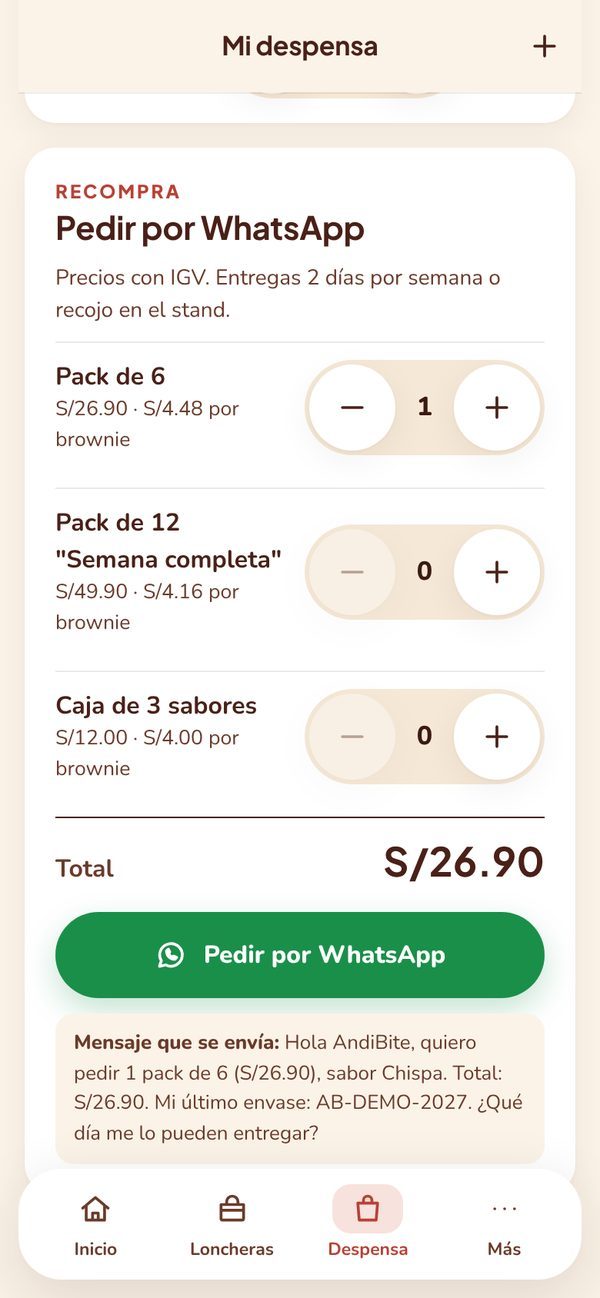 Mi despensa
RECOMPRA
Pedir por WhatsApp
Precios con IGV. Entregas 2 días por semana o
recojo en el stand.
Pack de 6
S/26.90 · S/4.48 por
brownie
1
Pack de 12
"Semana completa"
S/49.90 · S/4.16 por
brownie
0
Caja de 3 sabores
S/12.00 · S/4.00 por
brownie
0
Total
S/26.90
Pedir por WhatsApp
Mensaje que se envía: Hola AndiBite, quiero
pedir 1 pack de 6 (S/26.90), sabor Chispa. Total:
S/26.90. Mi último envase: AB-DEMO-2027. ¿Qué
día me lo pueden entregar?
Inicio
Loncheras
Despensa
Más